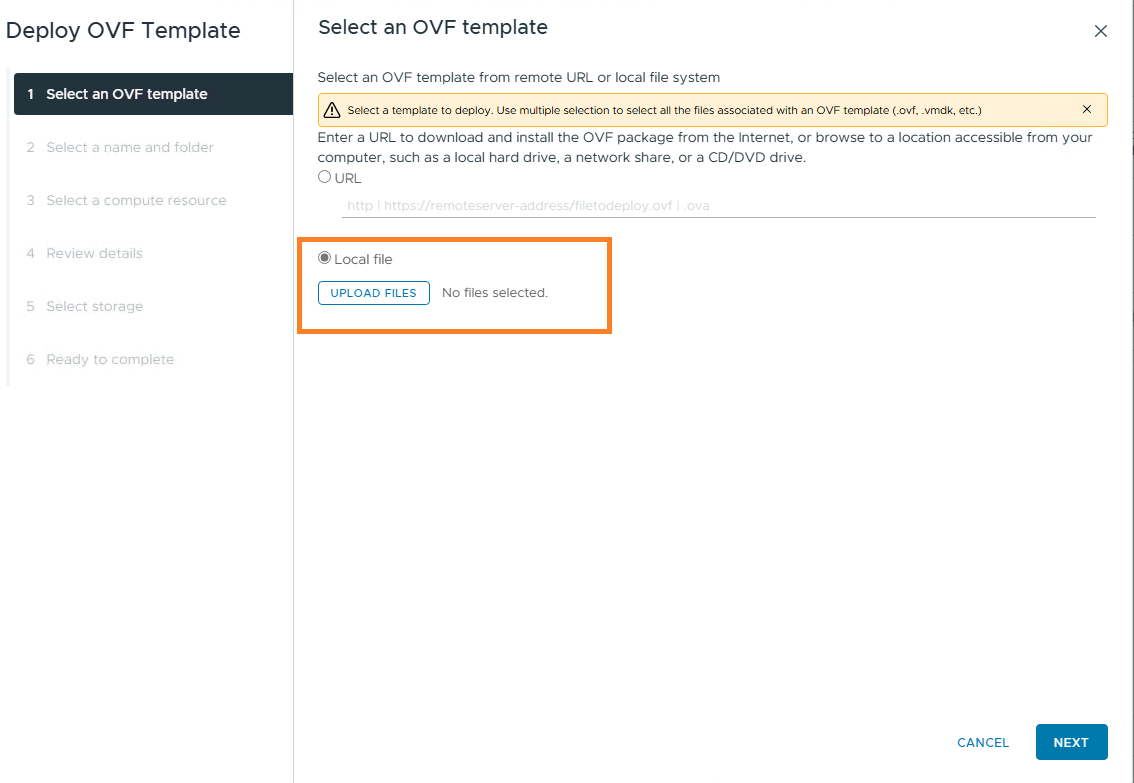 Deploy OVF Template
1 Select an OVF template
2 Select a name and folder
3 Select a compute resource
4 Review details
5 Select storage
6 Ready to complete
Select an OVF template
Select an OVF template from remote URL or local file system
Select a template to deploy. Use multiple selection to select all the files associated with an OVF template (.ovf, .vmdk, etc.)
Enter a URL to download and install the OVF package from the Internet, or browse to a location accessible from your
computer, such as a local hard drive, a network share, or a CD/DVD drive.
URL
http | https://remoteserver-address/filetodeploy.ovf | .ova
Local file
UPLOAD FILES No files selected.
CANCEL NEXT